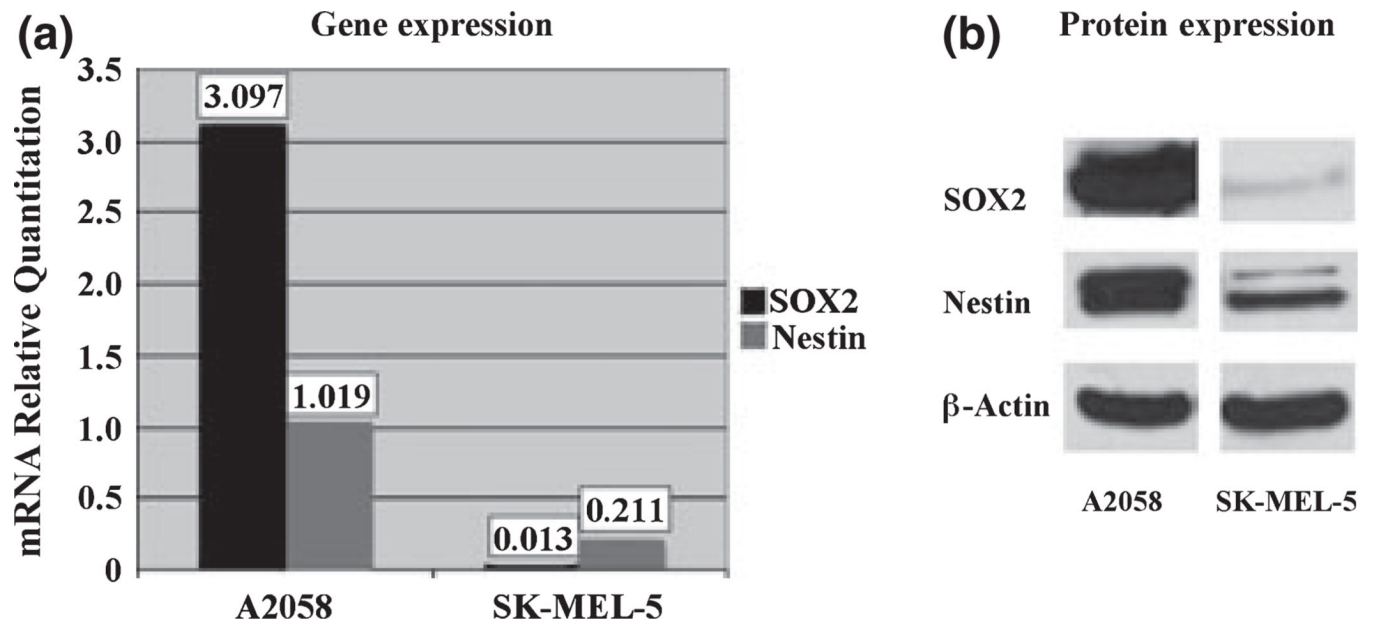 (a)
Gene expression
mRNA Relative Quantitation
3.5
3.0
2.5
2.0
1.5
1.0
0.5
0
3.097
1.019
0.013
0.211
A2058
SK-MEL-5
SOX2
Nestin
(b)
Protein expression
SOX2
Nestin
β-Actin
A2058
SK-MEL-5